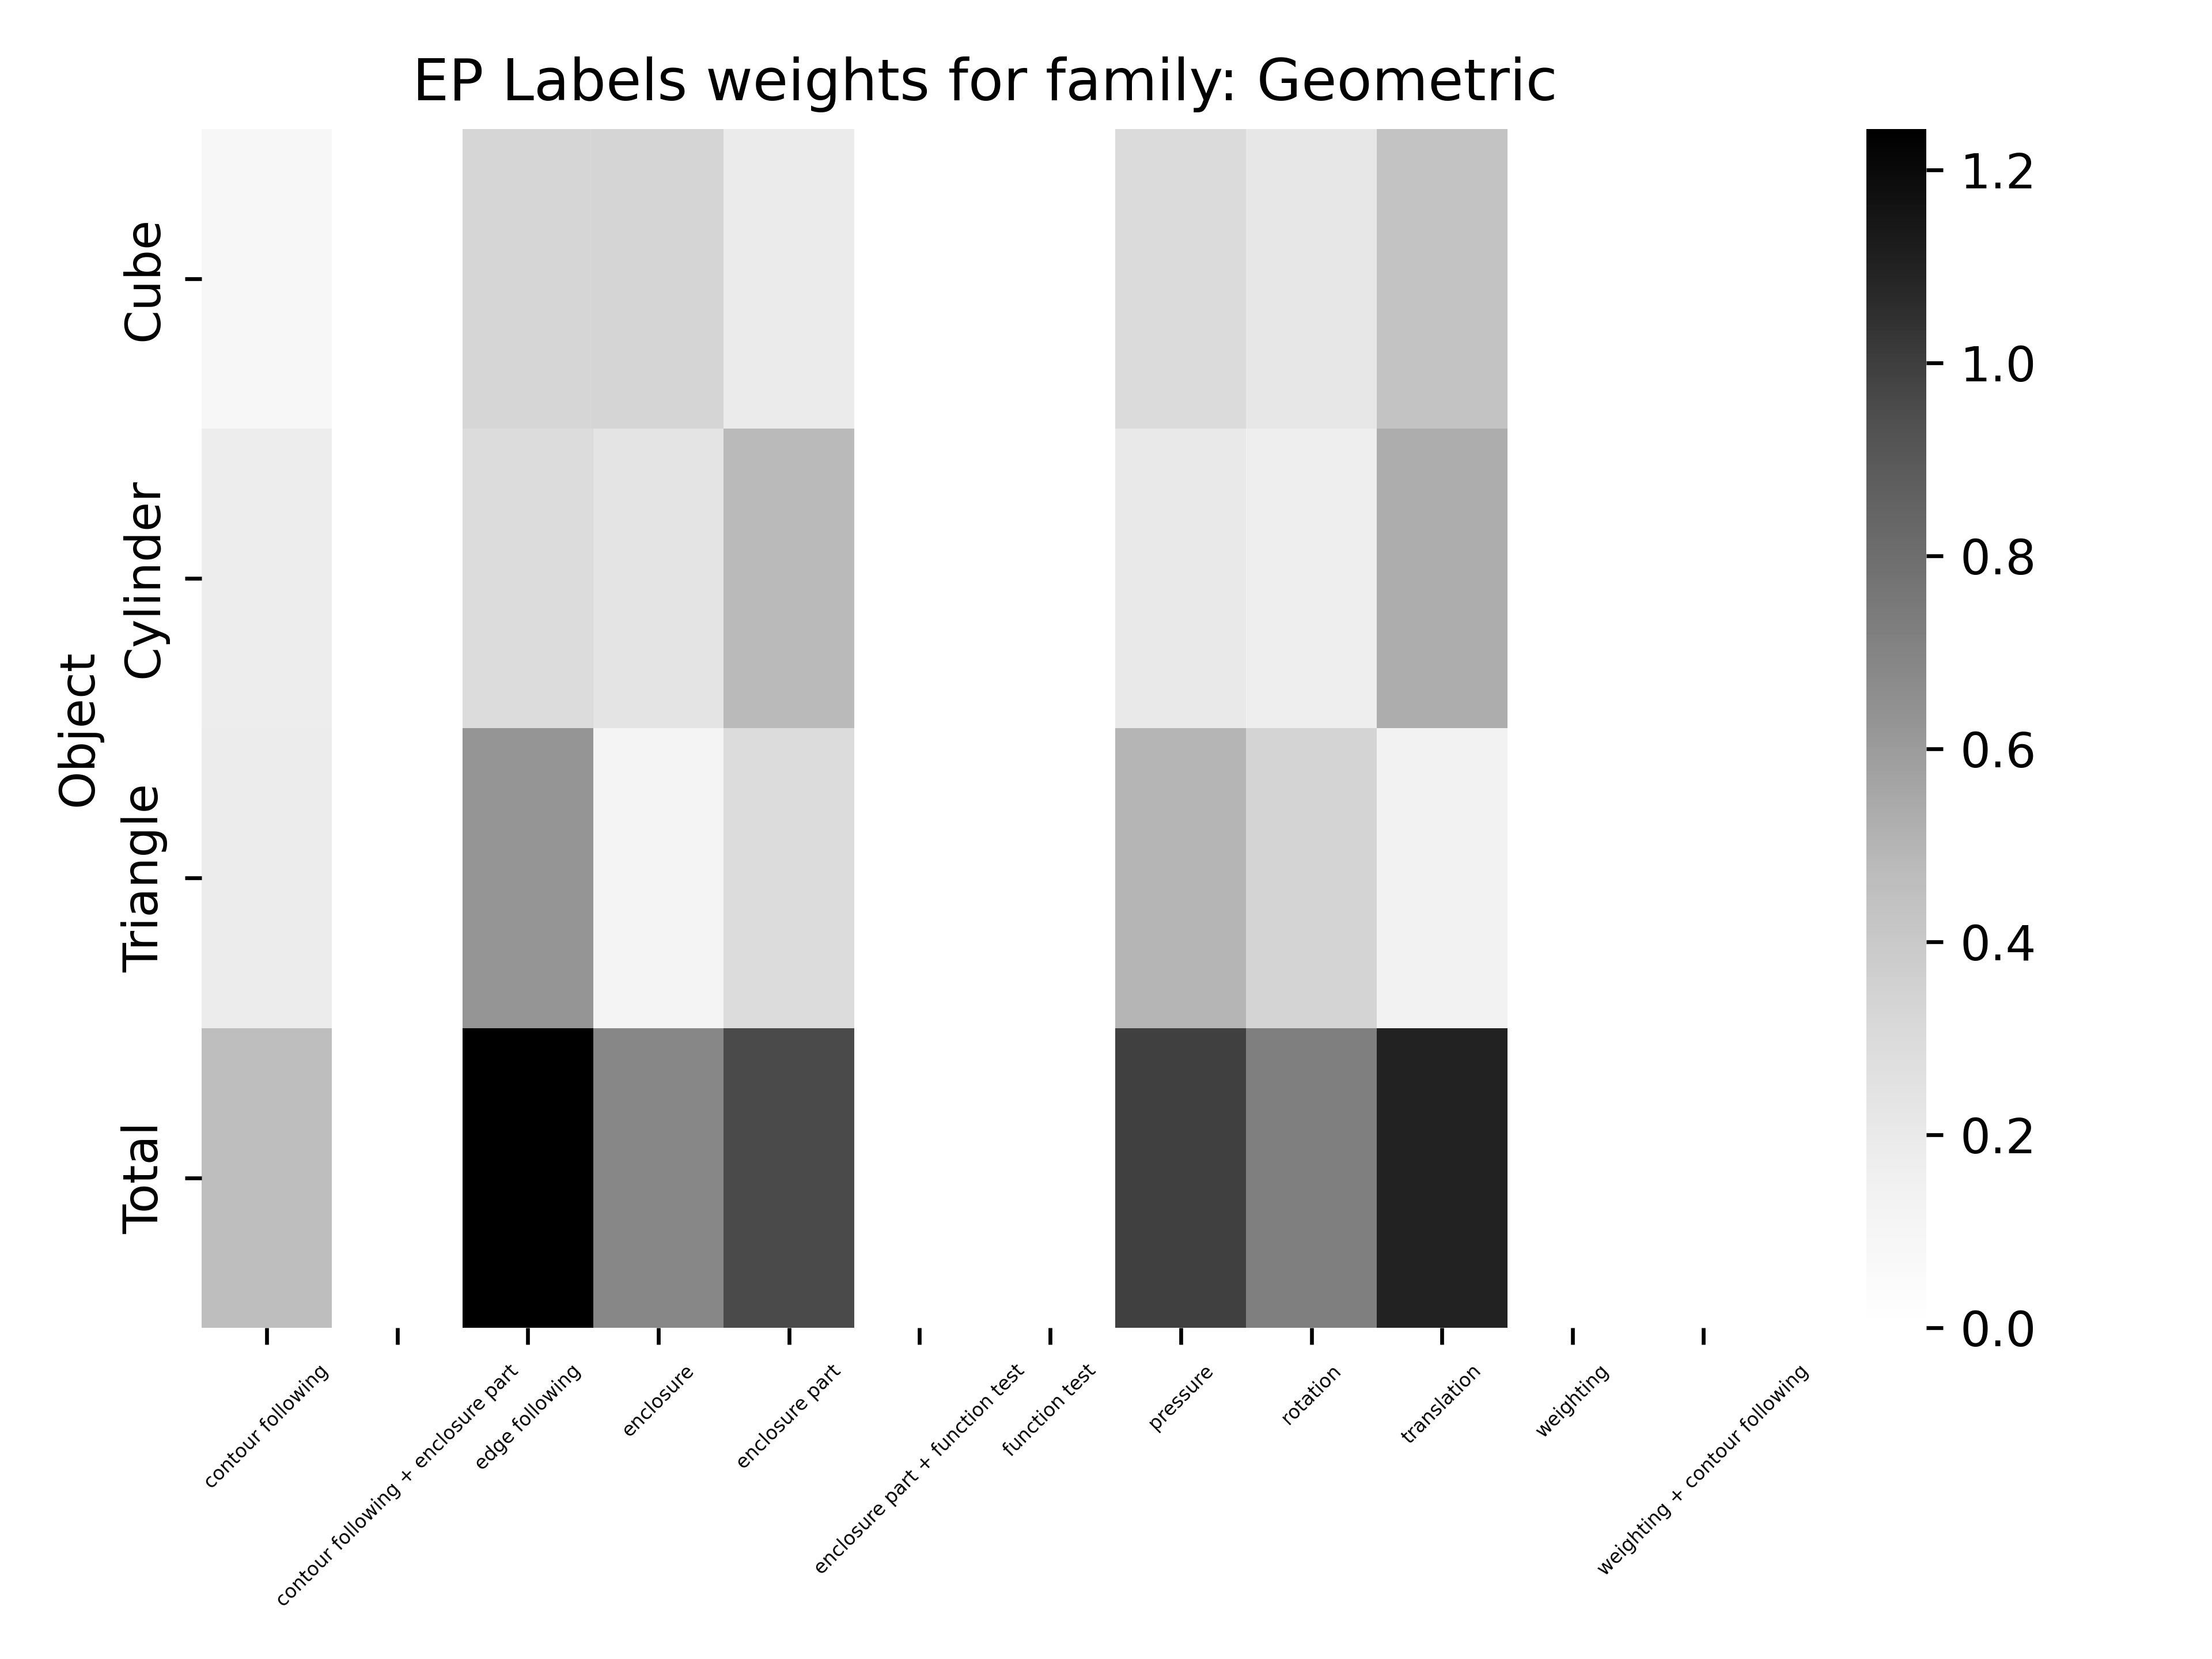 EP Labels weights for family: Geometric
Object
Cube
Cylinder
Triangle
Total
contour following
contour following + enclosure part
edge following
enclosure
enclosure part
enclosure part + function test
function test
pressure
rotation
translation
weighting
weighting + contour following
1.2
1.0
0.8
0.6
0.4
0.2
0.0